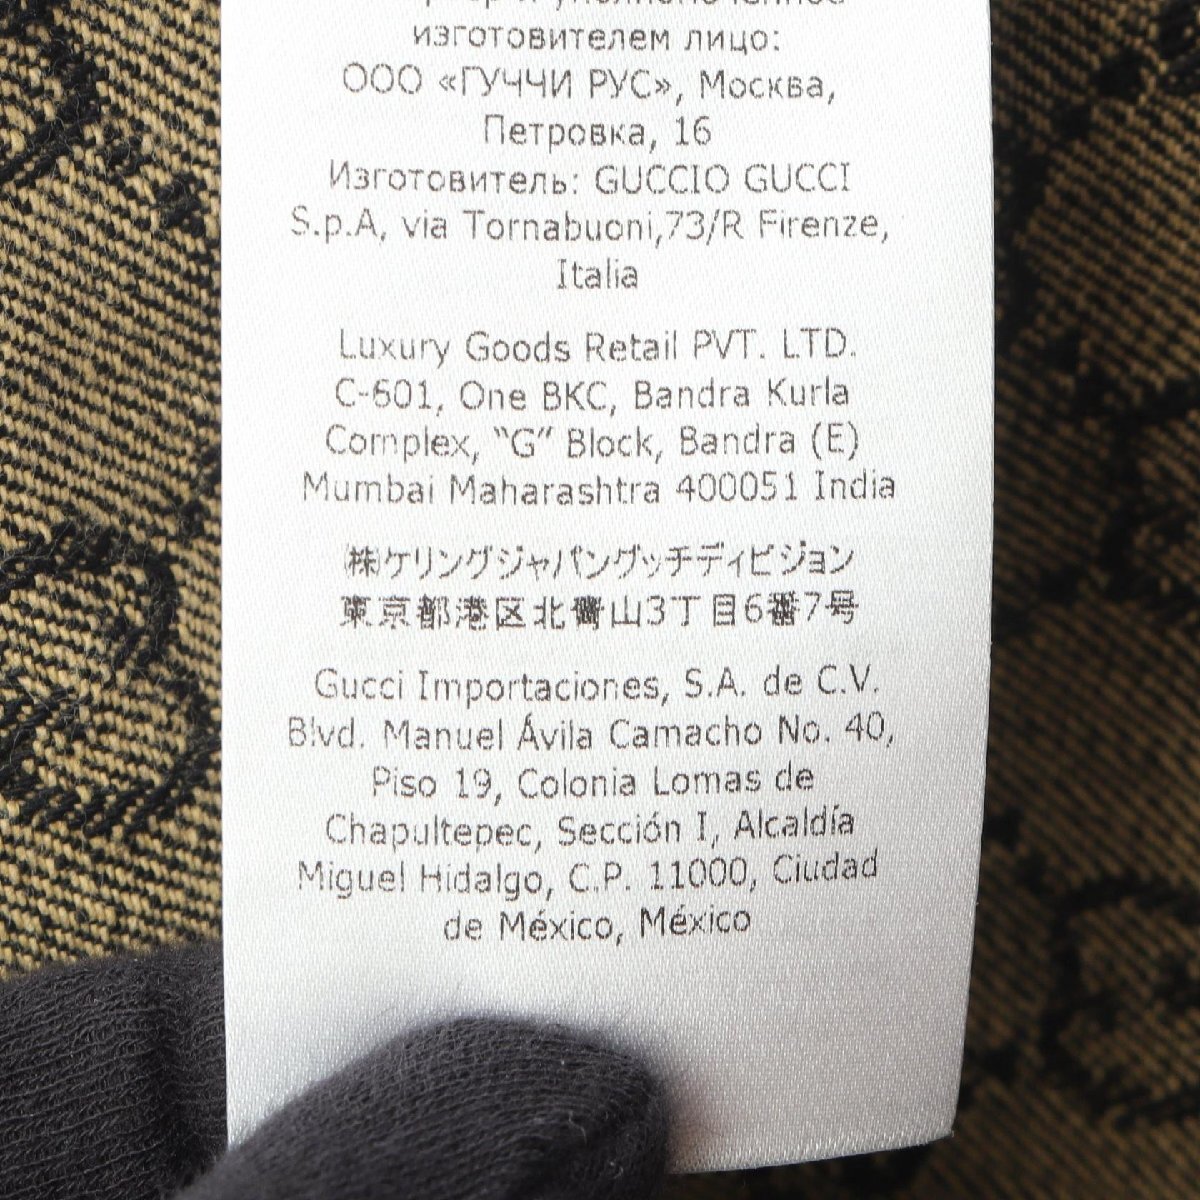 изготовителем лицо:
ООО «ГУЧЧИ РУС», Москва,
Петровка, 16
Изготовитель: GUCCIO GUCCI
S.p.A, via Tornabuoni,73/R Firenze,
Italia
Luxury Goods Retail PVT. LTD.
C-601, One BKC, Bandra Kurla
Complex, “G” Block, Bandra (E)
Mumbai Maharashtra 400051 India
㈱ケリングジャパングッチディビジョン
東京都港区北青山3丁目6番7号
Gucci Importaciones, S.A. de C.V.
Blvd. Manuel Ávila Camacho No. 40,
Piso 19, Colonia Lomas de
Chapultepec, Sección I, Alcaldía
Miguel Hidalgo, C.P. 11000, Ciudad
de México, México